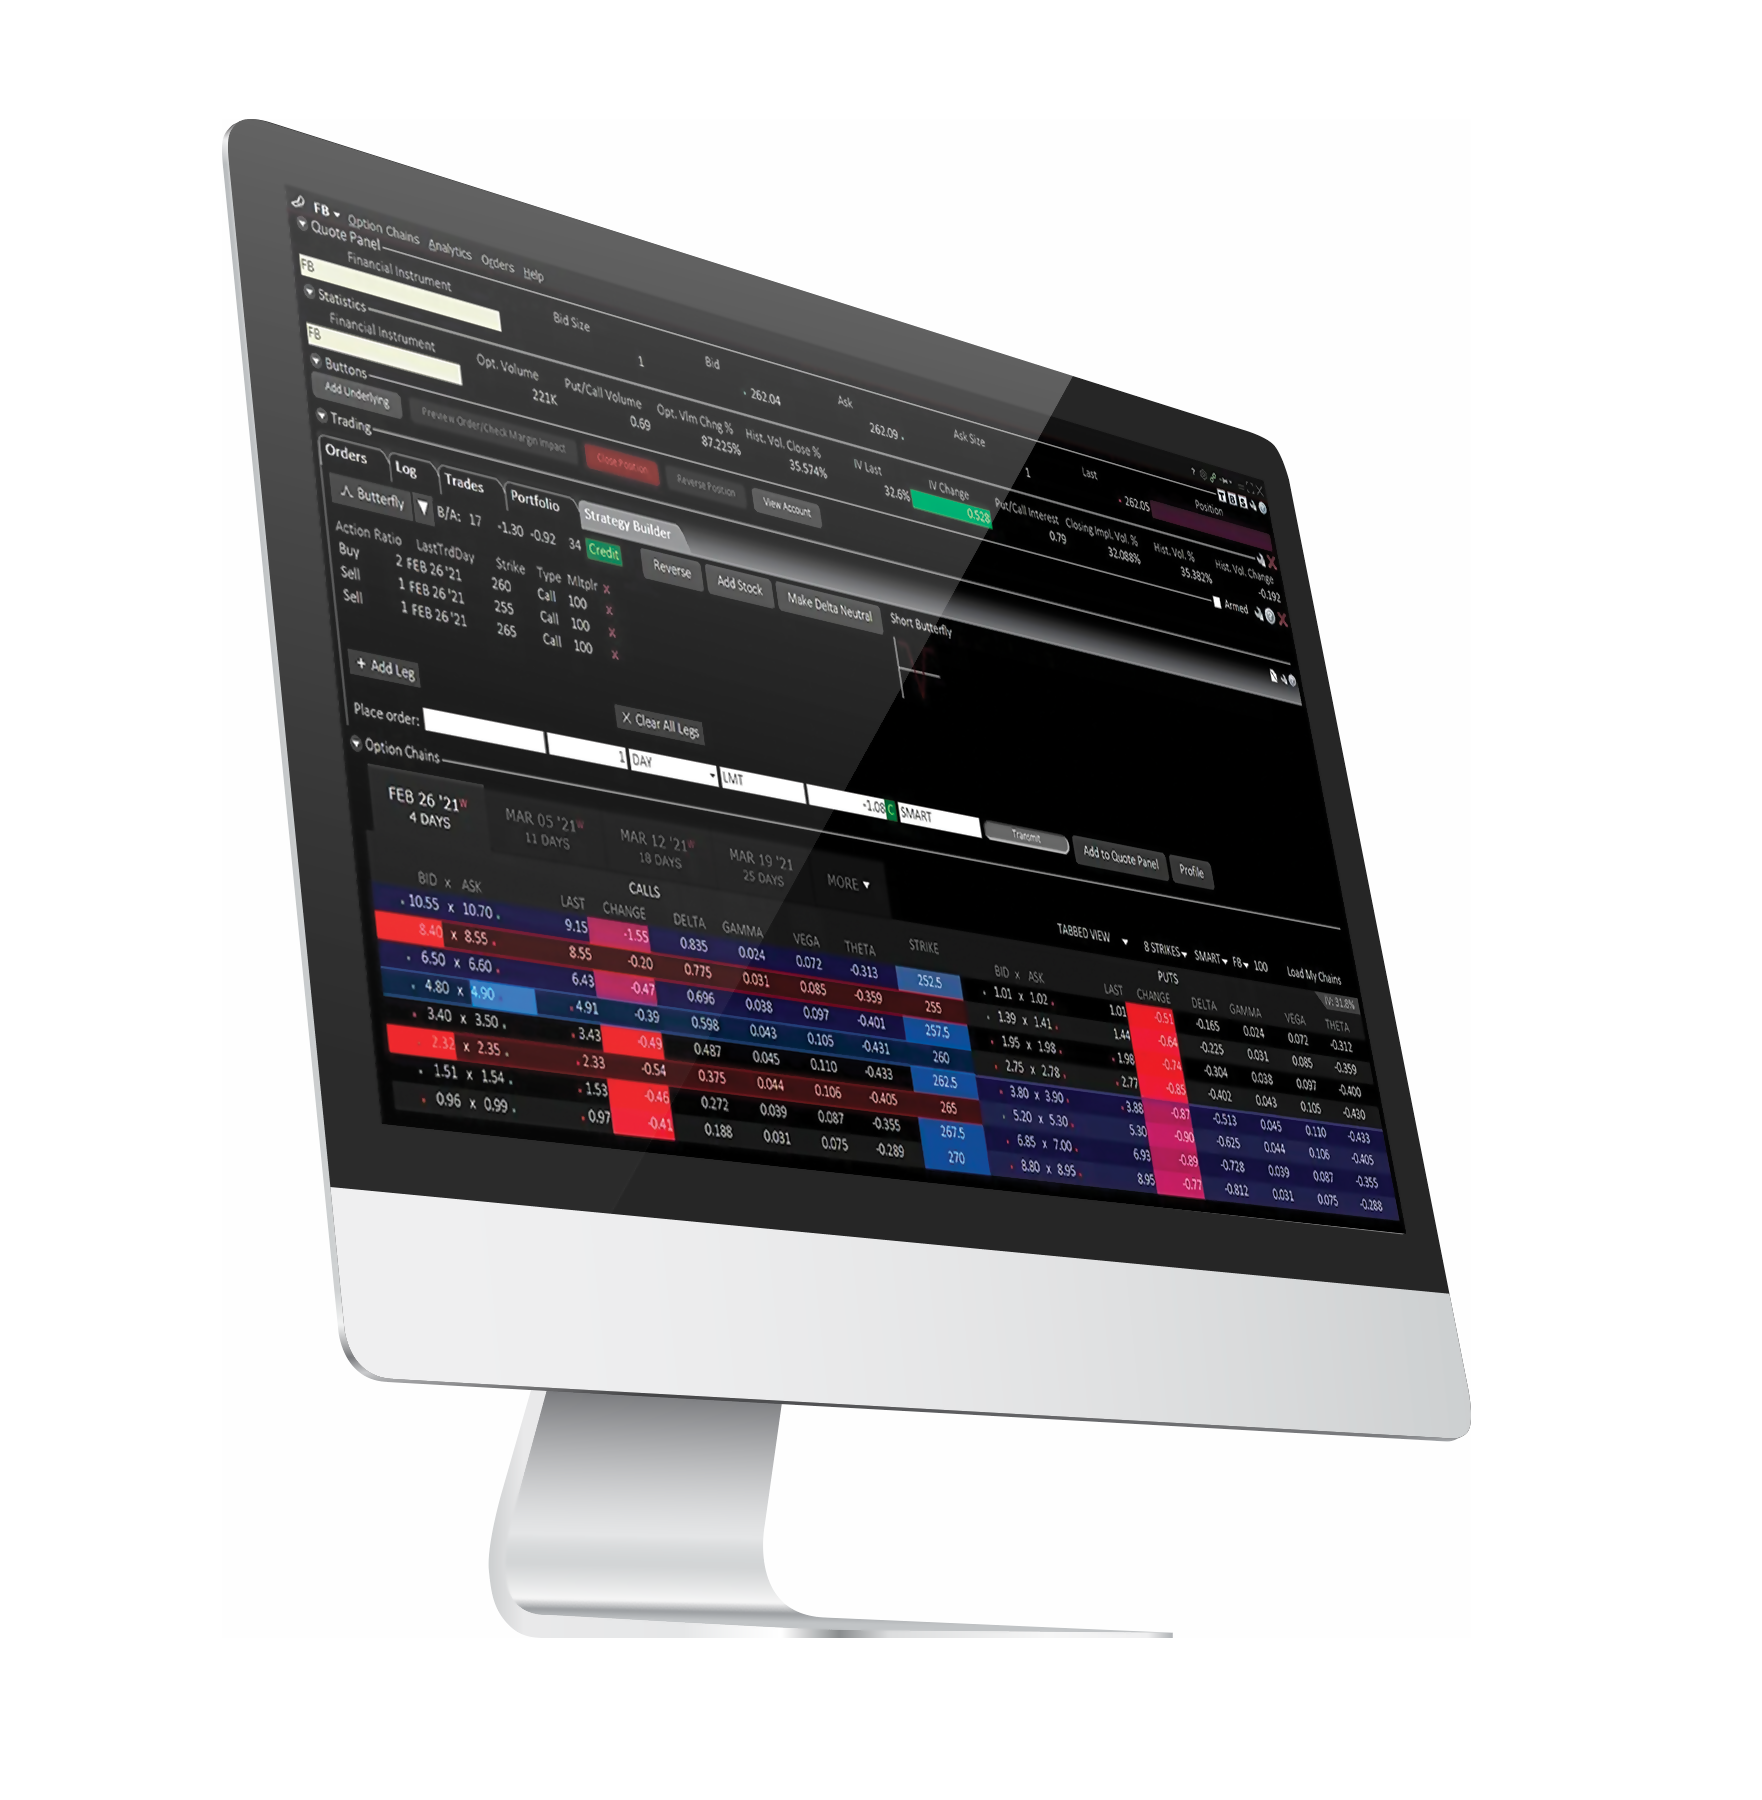 FB Option Chains Analytics Orders Help
Quote Panel
Financial Instrument Bid Size Bid Ask Ask Size Last Position
FB 1 262.04 262.09 1 262.05
Statistics
Financial Instrument Opt. Volume Put/Call Volume Opt. Vlm Chng % Hist. Vol. Close % IV Last IV Change Put/Call Interest Closing Impl. Vol. % Hist. Vol. % Hist. Vol. Change
FB 221K 0.69 87.225% 35.574% 32.6% 0.528 0.79 32.088% 35.382% -0.192
Buttons
Add Underlying Preview Order/Check Margin Impact Close Position Reverse Position View Account Armed
Trading
Orders Log Trades Portfolio Strategy Builder
Butterfly B/A: 17 -1.30 -0.92 34 Credit Reverse Add Stock Make Delta Neutral Short Butterfly
Action Ratio LastTrdDay Strike Type Mltplr X
Buy 2 FEB 26 '21 260 Call 100 X
Sell 1 FEB 26 '21 255 Call 100 X
Sell 1 FEB 26 '21 265 Call 100 X
+ Add Leg
X Clear All Legs
Place order: 1 DAY LMT -1.08 C SMART Transmit Add to Quote Panel Profile
Option Chains
FEB 26 '21 W MAR 05 '21 W MAR 12 '21 W MAR 19 '21 MORE
4 DAYS 11 DAYS 18 DAYS 25 DAYS
TABBED VIEW 8 STRIKES SMART FB 100 Load My Chains
CALLS PUTS IV: 31.8%
BID x ASK LAST CHANGE DELTA GAMMA VEGA THETA STRIKE BID x ASK LAST CHANGE DELTA GAMMA VEGA THETA
10.55 x 10.70 9.15 -1.55 0.835 0.024 0.072 -0.313 252.5 1.01 x 1.02 1.01 -0.51 -0.165 0.024 0.072 -0.312
8.40 x 8.55 8.55 -0.20 0.775 0.031 0.085 -0.359 255 1.39 x 1.41 1.44 -0.64 -0.225 0.031 0.085 -0.359
6.50 x 6.60 6.43 -0.47 0.696 0.038 0.097 -0.401 257.5 1.95 x 1.98 1.98 -0.74 -0.304 0.038 0.097 -0.400
4.80 x 4.90 4.91 -0.39 0.598 0.043 0.105 -0.431 260 2.75 x 2.78 2.77 -0.85 -0.402 0.043 0.105 -0.430
3.40 x 3.50 3.43 -0.49 0.487 0.045 0.110 -0.433 262.5 3.80 x 3.90 3.88 -0.87 -0.513 0.045 0.110 -0.433
2.32 x 2.35 2.33 -0.54 0.375 0.044 0.106 -0.405 265 5.20 x 5.30 5.30 -0.90 -0.625 0.044 0.106 -0.405
1.51 x 1.54 1.53 -0.46 0.272 0.039 0.087 -0.355 267.5 6.85 x 7.00 6.93 -0.89 -0.728 0.039 0.087 -0.355
0.96 x 0.99 0.97 -0.41 0.188 0.031 0.075 -0.289 270 8.80 x 8.95 8.95 -0.77 -0.812 0.031 0.075 -0.288